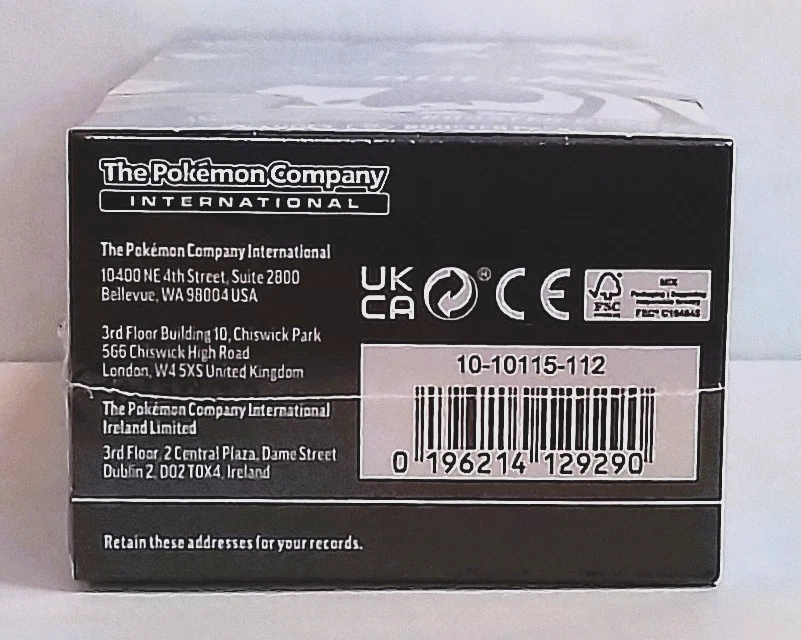 The Pokémon Company
INTERNATIONAL
The Pokémon Company International
10400 NE 4th Street, Suite 2800
Bellevue, WA 98004 USA
3rd Floor Building 10, Chiswick Park
566 Chiswick High Road
London, W4 5XS United Kingdom
The Pokémon Company International
Ireland Limited
3rd Floor, 2 Central Plaza, Dame Street
Dublin 2, D02 T0X4, Ireland
Retain these addresses for your records.
UK
CA
®
CE
FSC
MIX
10-10115-112
0 196214 129290